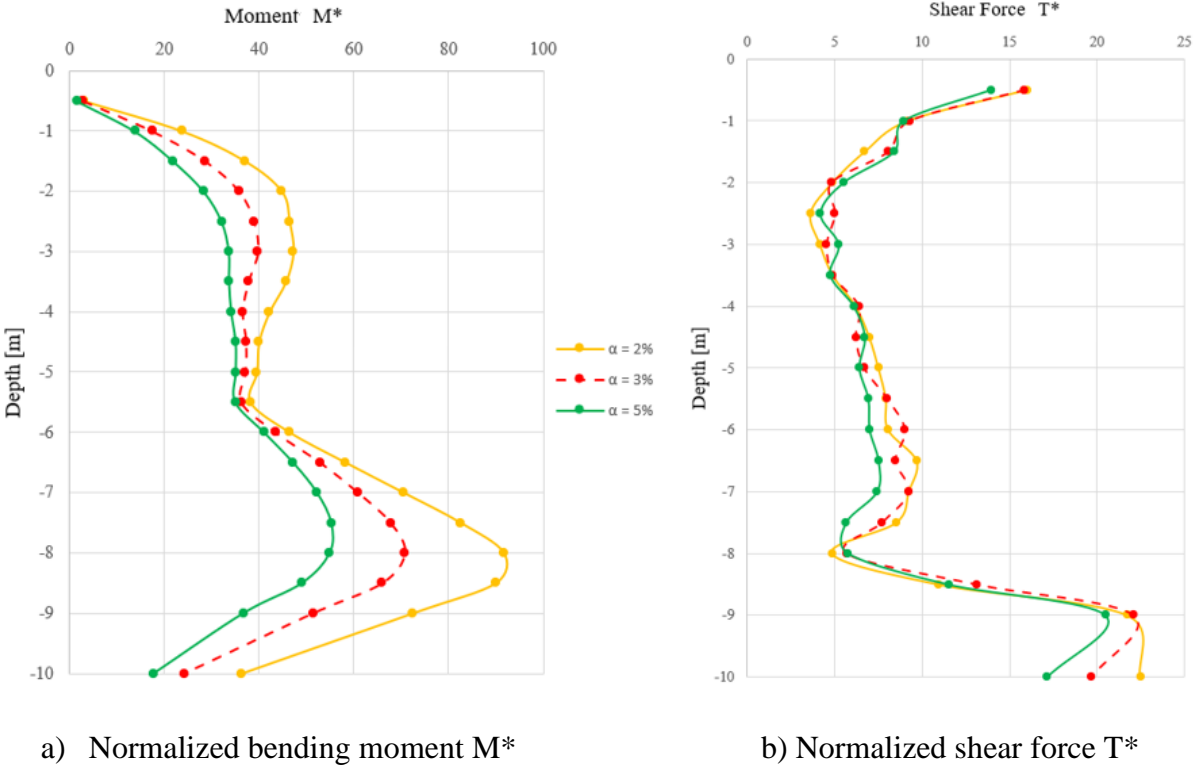 Moment M*
0 20 40 60 80 100
0
-1
-2
-3
-4
-5
-6
-7
-8
-9
-10
Depth [m]
α = 2%
α = 3%
α = 5%
Shear Force T*
0 5 10 15 20 25
0
-1
-2
-3
-4
-5
-6
-7
-8
-9
-10
Depth [m]
a) Normalized bending moment M*
b) Normalized shear force T*